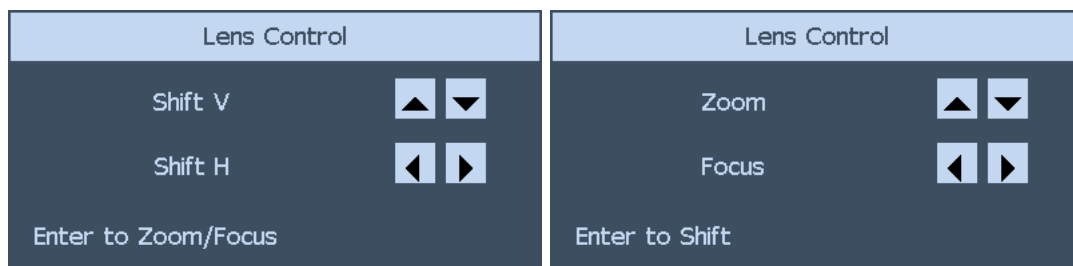 Lens Control
Shift V
Shift H
Enter to Zoom/Focus
Lens Control
Zoom
Focus
Enter to Shift